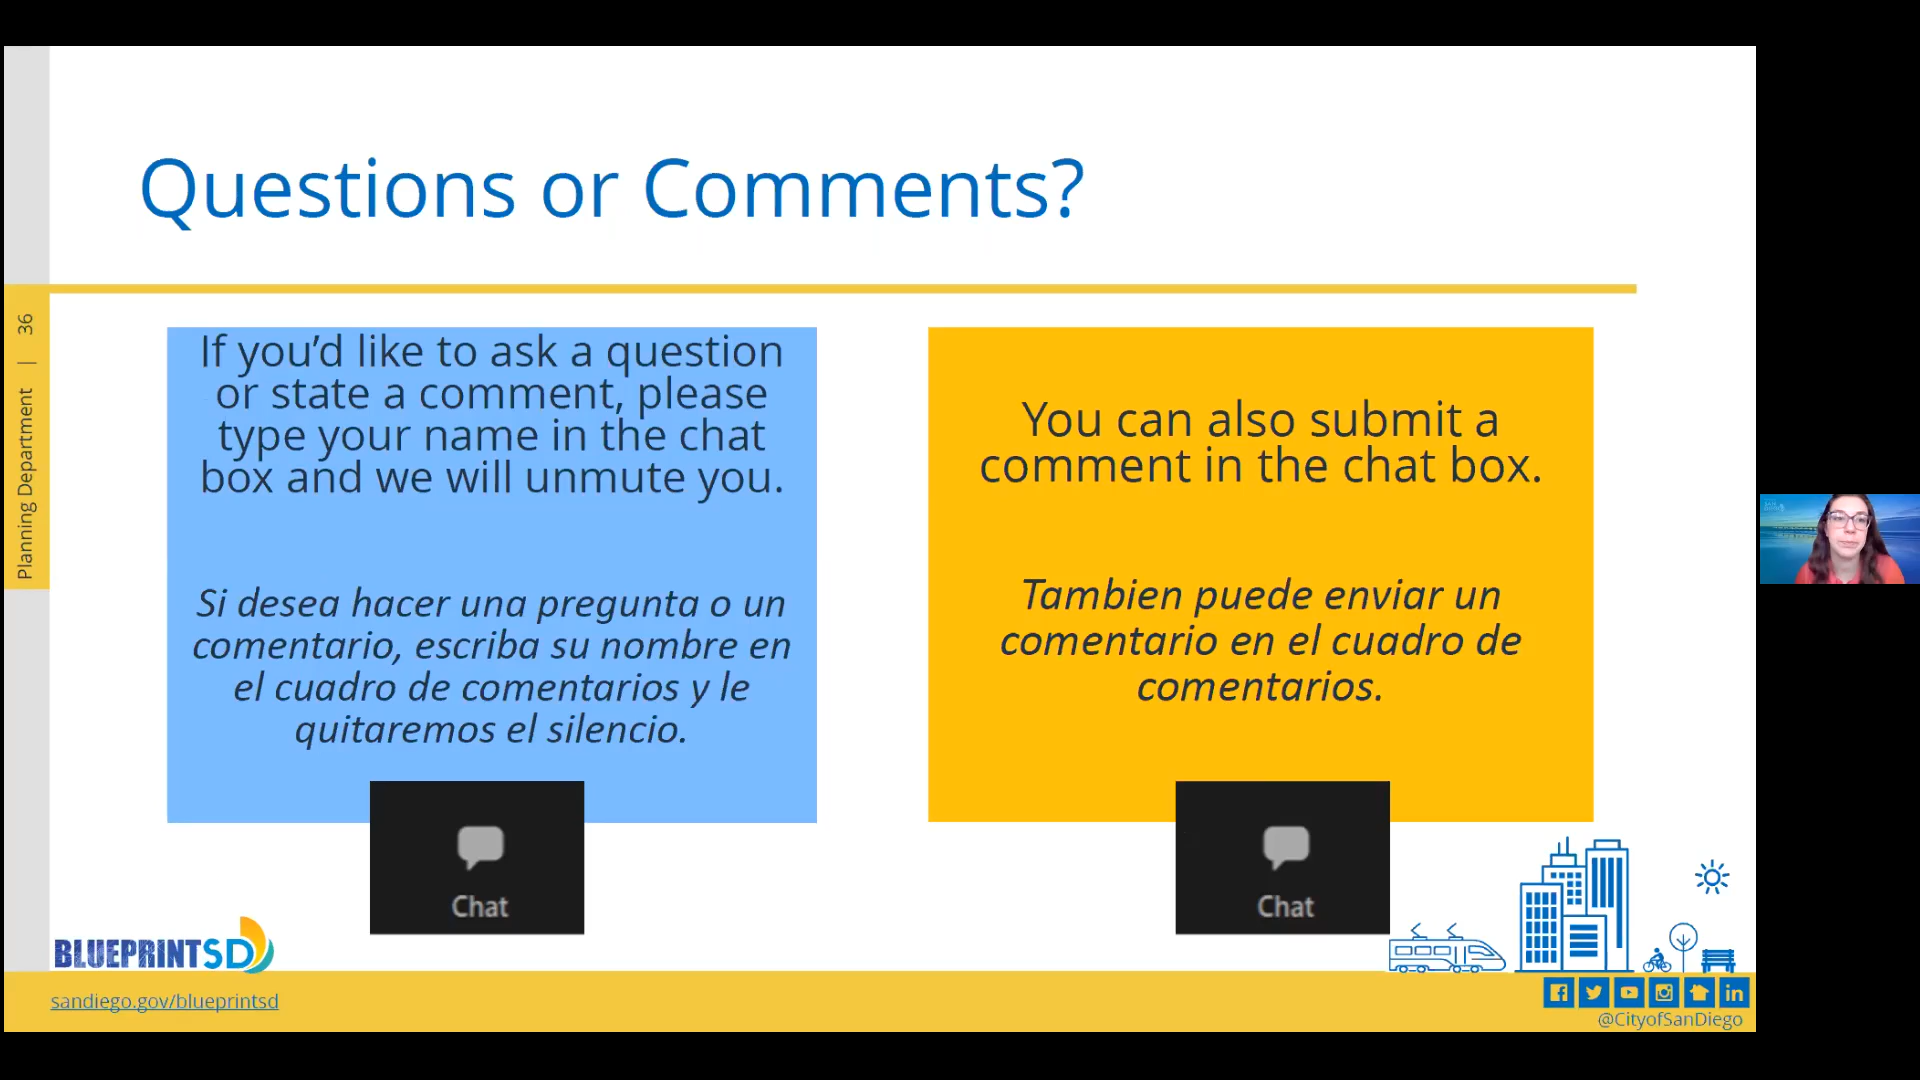 Questions or Comments?
Planning Department | 36
If you’d like to ask a question
or state a comment, please
type your name in the chat
box and we will unmute you.
Si desea hacer una pregunta o un
comentario, escriba su nombre en
el cuadro de comentarios y le
quitaremos el silencio.
Chat
You can also submit a
comment in the chat box.
Tambien puede enviar un
comentario en el cuadro de
comentarios.
Chat
BLUEPRINTSD
sandiego.gov/blueprintsd
in
@CityofSanDiego